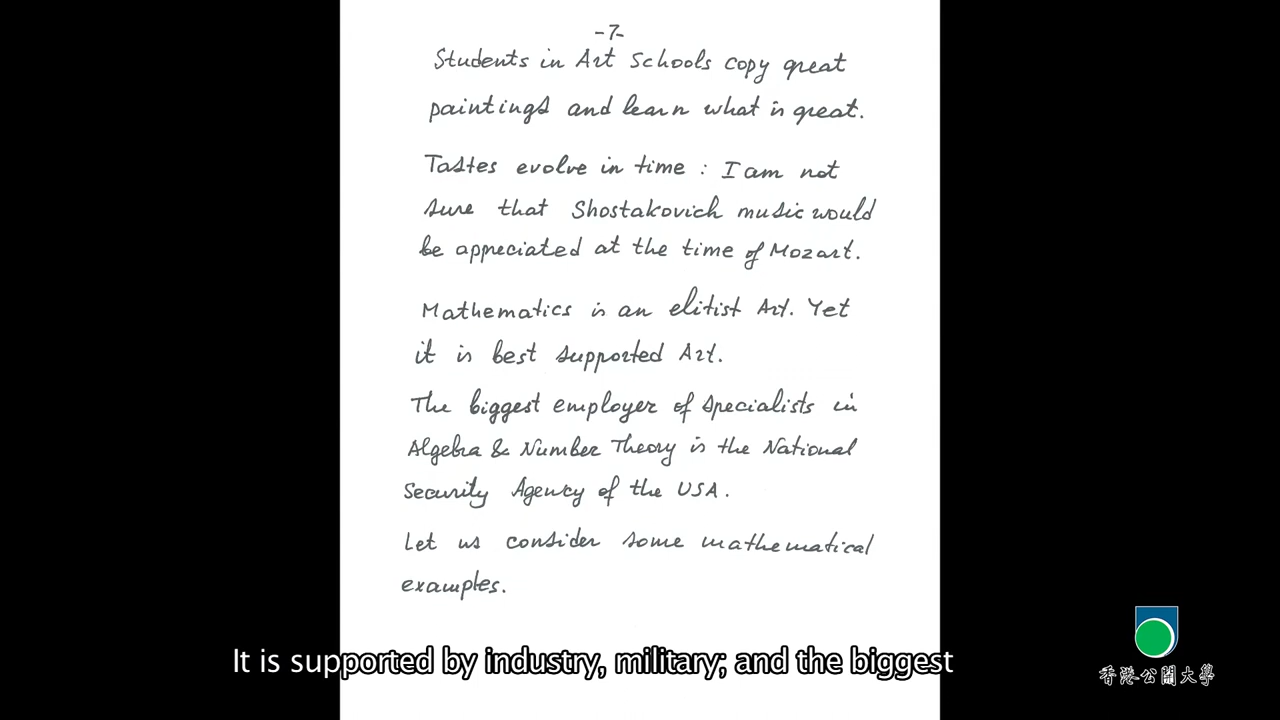 -7-
Students in Art Schools copy great
paintings and learn what is great.
Tastes evolve in time : I am not
sure that Shostakovich music would
be appreciated at the time of Mozart.
Mathematics is an elitist Art. Yet
it is best supported Art.
The biggest employer of specialists in
Algebra & Number Theory is the National
Security Agency of the USA.
Let us consider some mathematical
examples.
It is supported by industry, military; and the biggest
香港公開大學